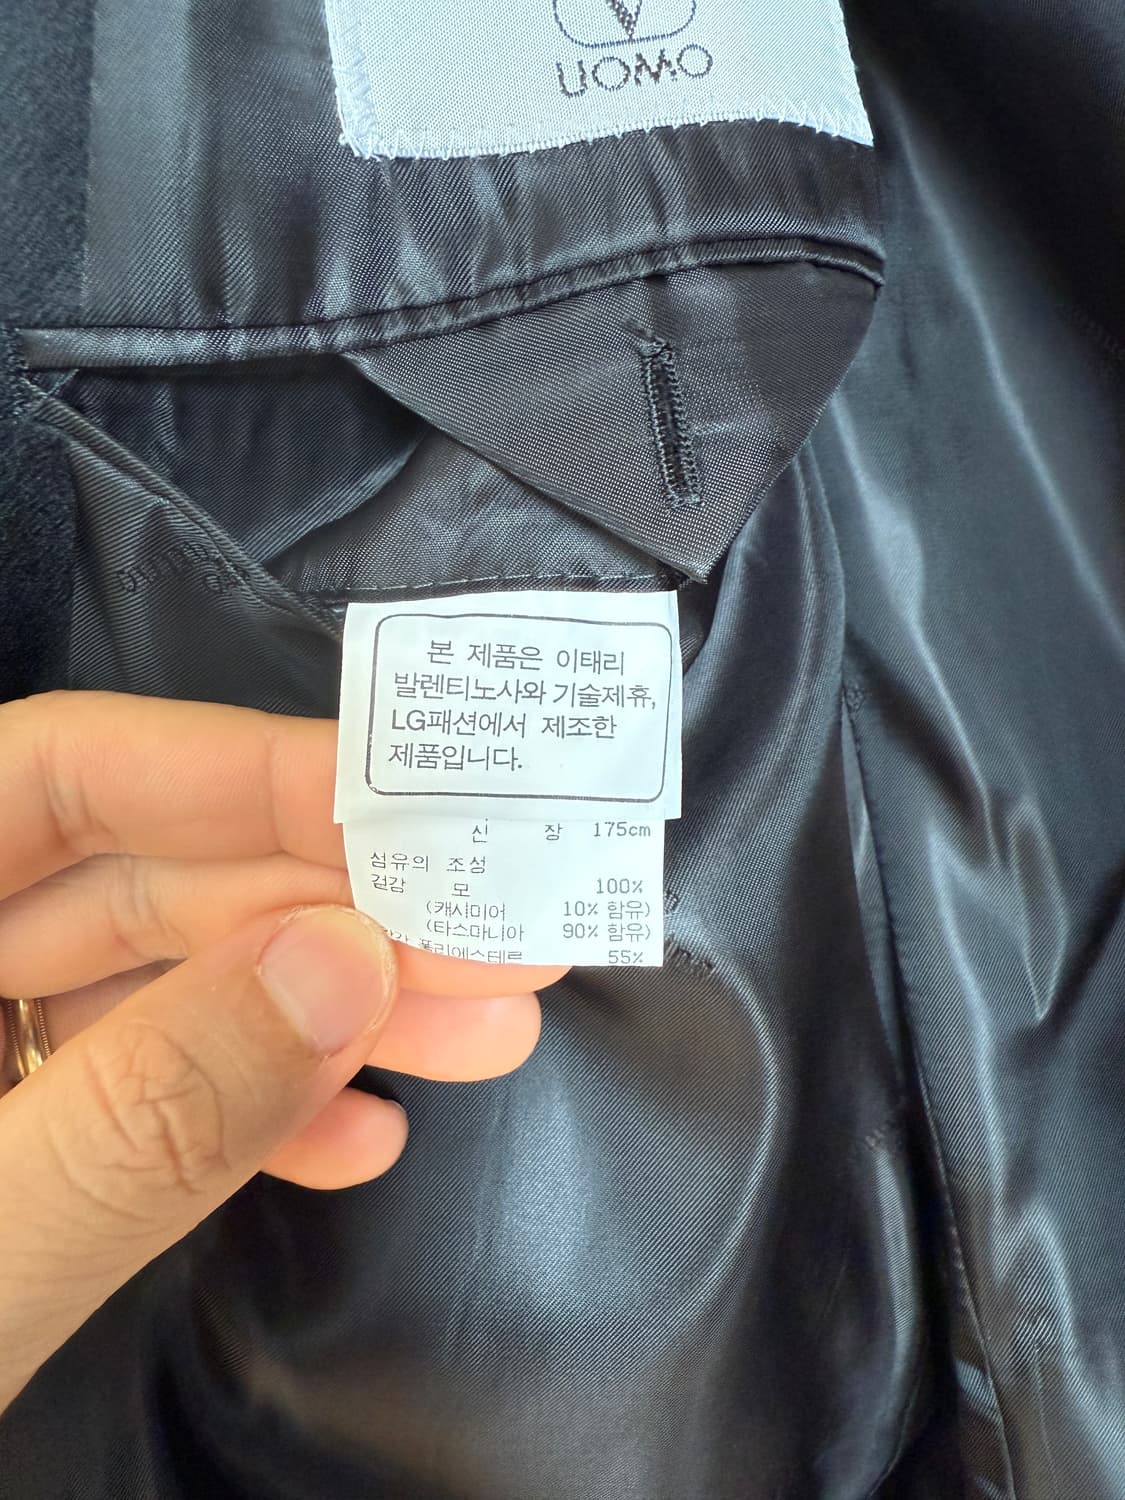 V
UOMO
본 제품은 이태리
발렌티노사와 기술제휴,
LG패션에서 제조한
제품입니다.
신 장 175cm
섬유의 조성
겉감 모 100%
(캐시미어 10% 함유)
(타스마니아 90% 함유)
폴리에스테르 55%